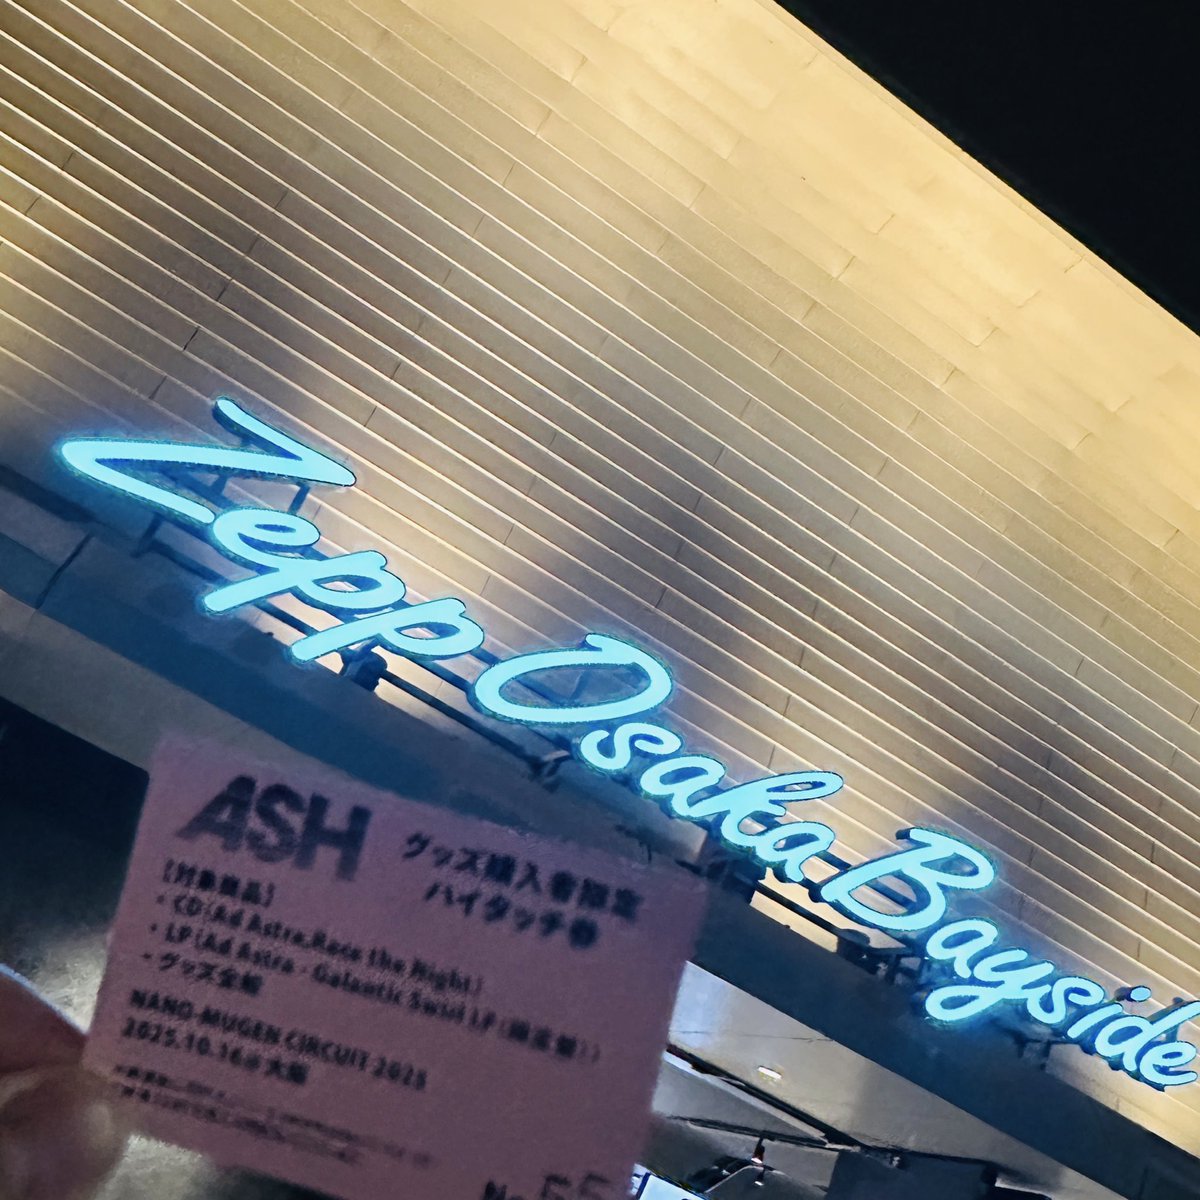 Zepp Osaka Bayside
ASH
グッズ購入者限定
ハイタッチ券
【対象商品】
・CD(Ad Astra, Race the Night)
・LP(Ad Astra - Galactic Swirl LP(限定盤))
・グッズ全般
NANO-MUGEN CIRCUIT 2025
2025.10.16@大阪
No. 55